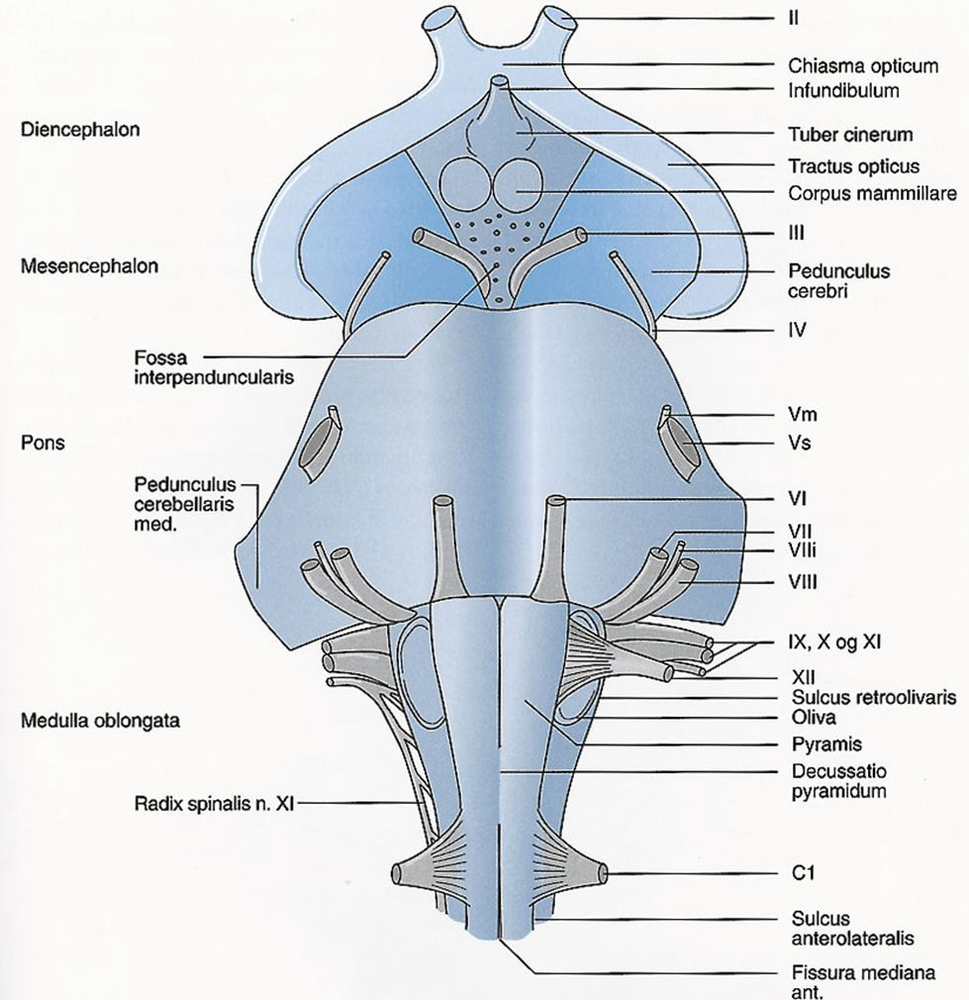 II
Chiasma opticum
Infundibulum
Diencephalon
Tuber cinerum
Tractus opticus
Corpus mammillare
III
Mesencephalon
Pedunculus
cerebri
IV
Fossa
interpenduncularis
Vm
Pons
Vs
Pedunculus
cerebellaris
med.
VI
VII
VIIi
VIII
IX, X og XI
XII
Sulcus retroolivaris
Oliva
Medulla oblongata
Pyramis
Decussatio
pyramidum
Radix spinalis n. XI
C1
Sulcus
anterolateralis
Fissura mediana
ant.